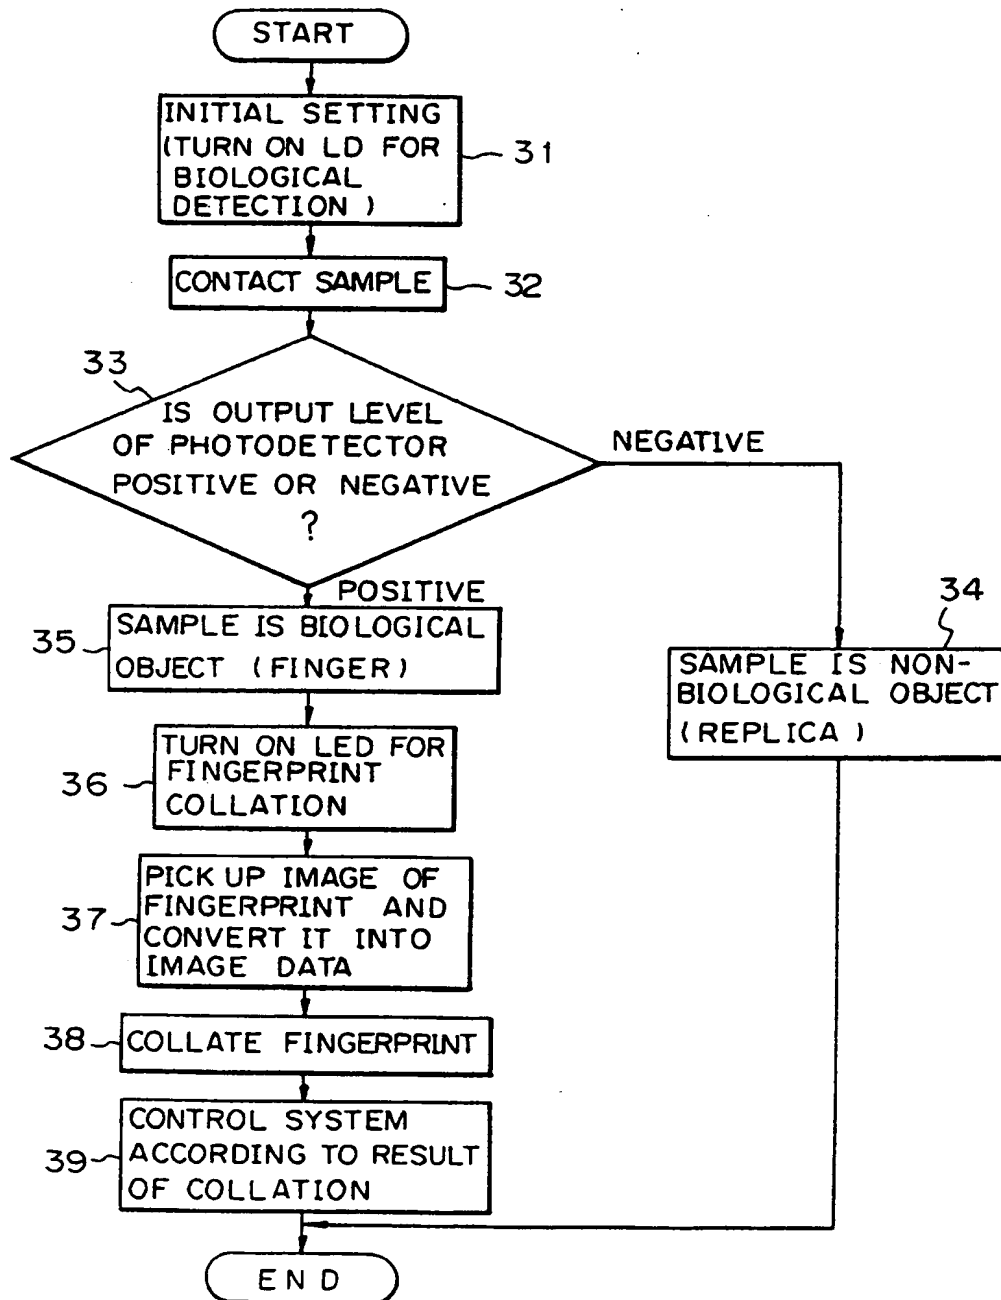 START
INITIAL SETTING
(TURN ON LD FOR
BIOLOGICAL
DETECTION)
31
CONTACT SAMPLE
32
33
IS OUTPUT LEVEL
OF PHOTODETECTOR
POSITIVE OR NEGATIVE
?
NEGATIVE
POSITIVE
34
SAMPLE IS NON-
BIOLOGICAL OBJECT
(REPLICA)
35
SAMPLE IS BIOLOGICAL
OBJECT (FINGER)
36
TURN ON LED FOR
FINGERPRINT
COLLATION
37
PICK UP IMAGE OF
FINGERPRINT AND
CONVERT IT INTO
IMAGE DATA
38
COLLATE FINGERPRINT
39
CONTROL SYSTEM
ACCORDING TO RESULT
OF COLLATION
END